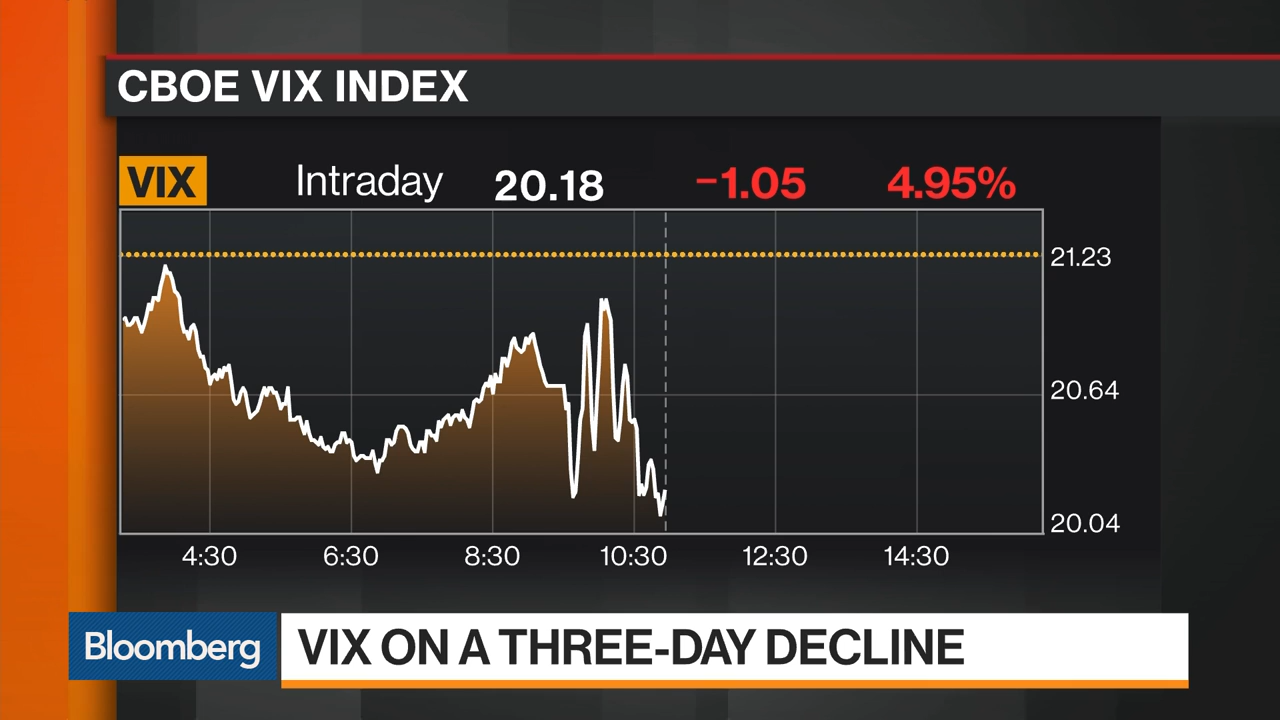 CBOE VIX INDEX
VIX Intraday 20.18 −1.05 4.95%
21.23
20.64
20.04
4:30 6:30 8:30 10:30 12:30 14:30
Bloomberg VIX ON A THREE-DAY DECLINE